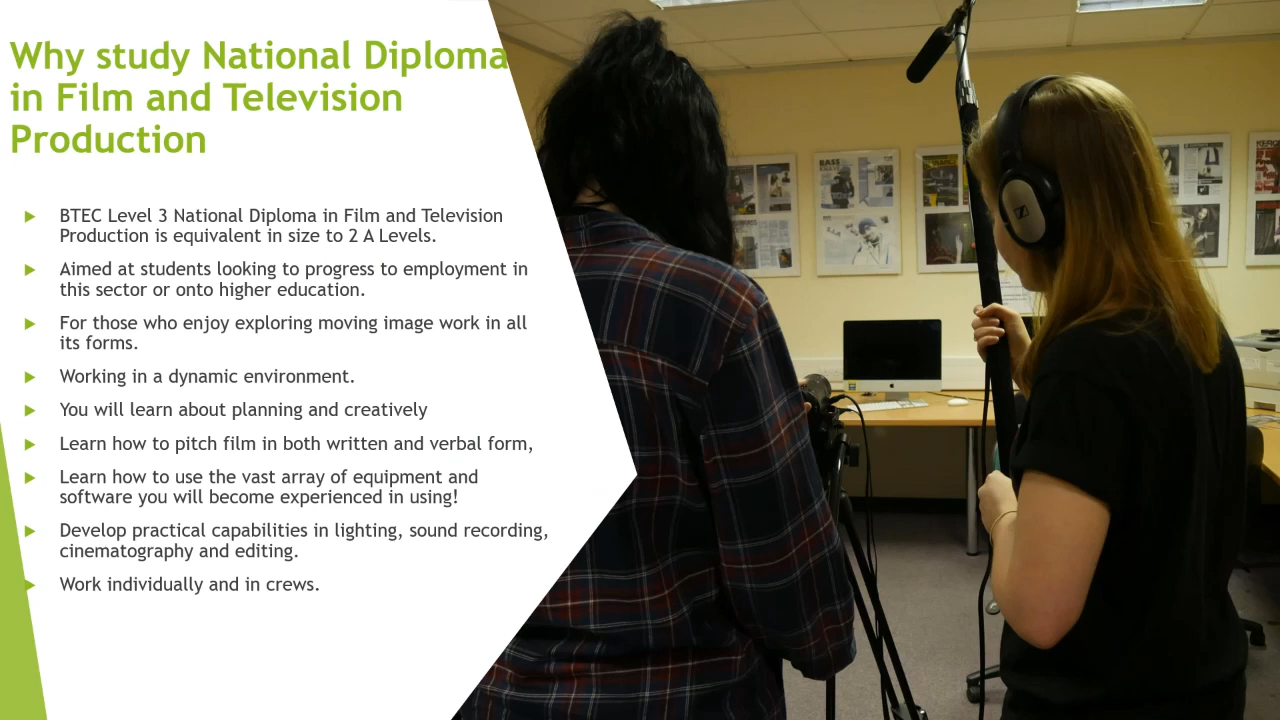 Why study National Diploma
in Film and Television
Production
BTEC Level 3 National Diploma in Film and Television
Production is equivalent in size to 2 A Levels.
Aimed at students looking to progress to employment in
this sector or onto higher education.
For those who enjoy exploring moving image work in all
its forms.
Working in a dynamic environment.
You will learn about planning and creatively
Learn how to pitch film in both written and verbal form,
Learn how to use the vast array of equipment and
software you will become experienced in using!
Develop practical capabilities in lighting, sound recording,
cinematography and editing.
Work individually and in crews.
BASS